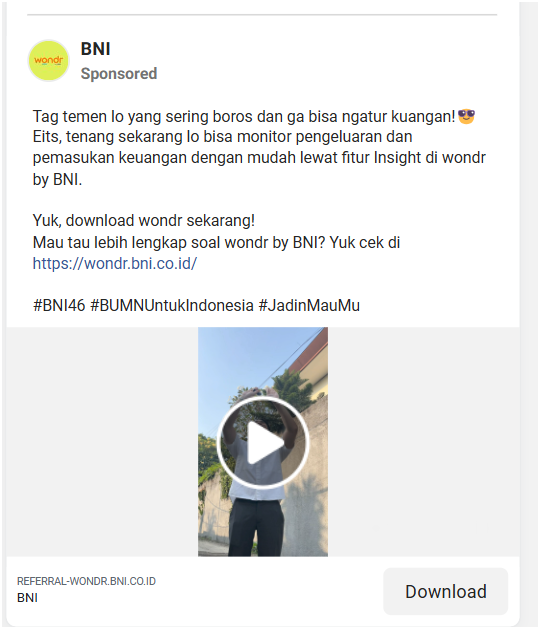 wondr
BNI
Sponsored
Tag temen lo yang sering boros dan ga bisa ngatur kuangan!😎
Eits, tenang sekarang lo bisa monitor pengeluaran dan
pemasukan keuangan dengan mudah lewat fitur Insight di wondr
by BNI.
Yuk, download wondr sekarang!
Mau tau lebih lengkap soal wondr by BNI? Yuk cek di
https://wondr.bni.co.id/
#BNI46 #BUMNUntukIndonesia #JadinMauMu
REFERRAL-WONDR.BNI.CO.ID
BNI
Download